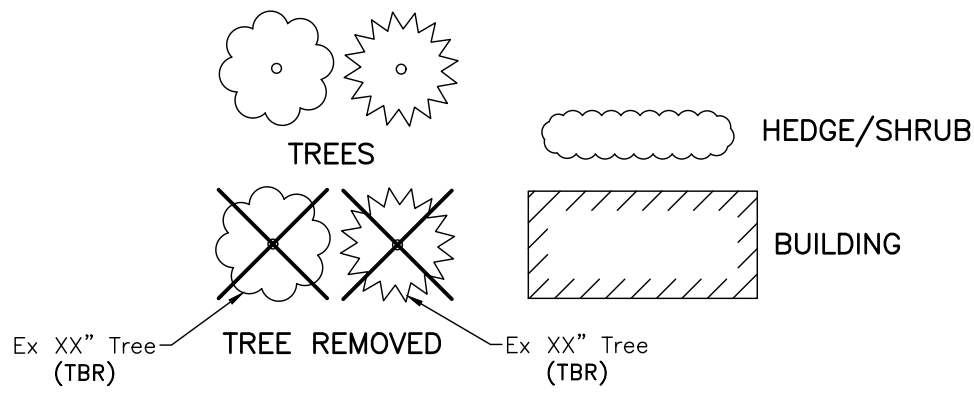 TREES
HEDGE/SHRUB
BUILDING
Ex XX” Tree
(TBR)
TREE REMOVED
Ex XX” Tree
(TBR)